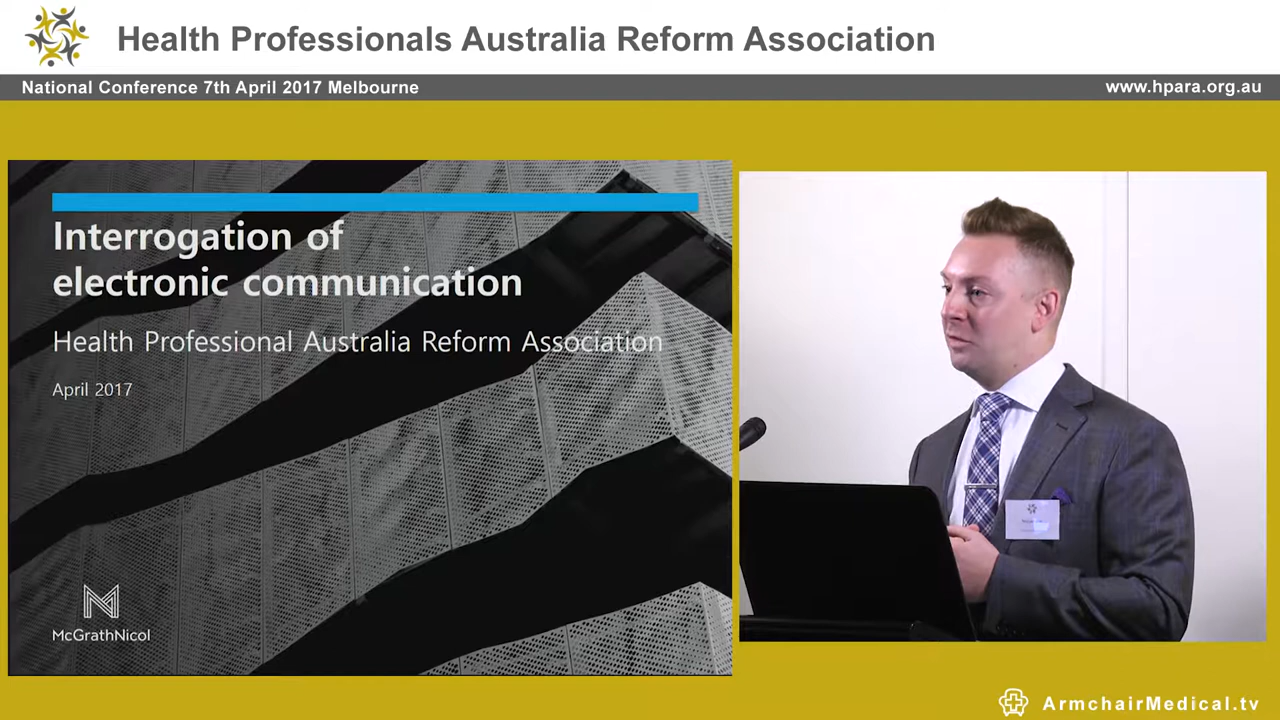 Health Professionals Australia Reform Association
National Conference 7th April 2017 Melbourne
www.hpara.org.au
Interrogation of
electronic communication
Health Professional Australia Reform Association
April 2017
McGrathNicol
ArmchairMedical.tv